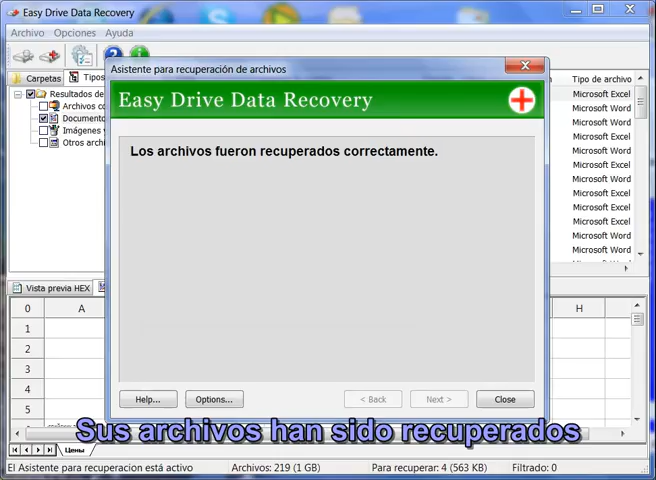 Easy Drive Data Recovery
Archivo Opciones Ayuda
Asistente para recuperación de archivos
Easy Drive Data Recovery
Los archivos fueron recuperados correctamente.
Help... Options... < Back Next > Close
Carpetas Tipos
Resultados de
Archivos co
Documento
Imágenes y
Otros archi
Tipo de archivo
Microsoft Excel
Microsoft Word
Microsoft Word
Microsoft Word
Microsoft Excel
Microsoft Excel
Microsoft Word
Microsoft Word
Microsoft Excel
Microsoft Excel
Microsoft Word
Microsoft Word
Vista previa HEX
0 A H
1
2
3
4
5
Sus archivos han sido recuperados
Цены
El Asistente para recuperacion está activo Archivos: 219 (1 GB) Para recuperar: 4 (563 KB) Filtrado: 0